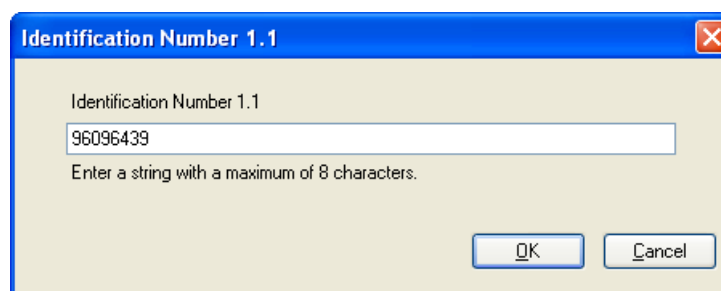 Identification Number 1.1
Identification Number 1.1
96096439
Enter a string with a maximum of 8 characters.
OK Cancel